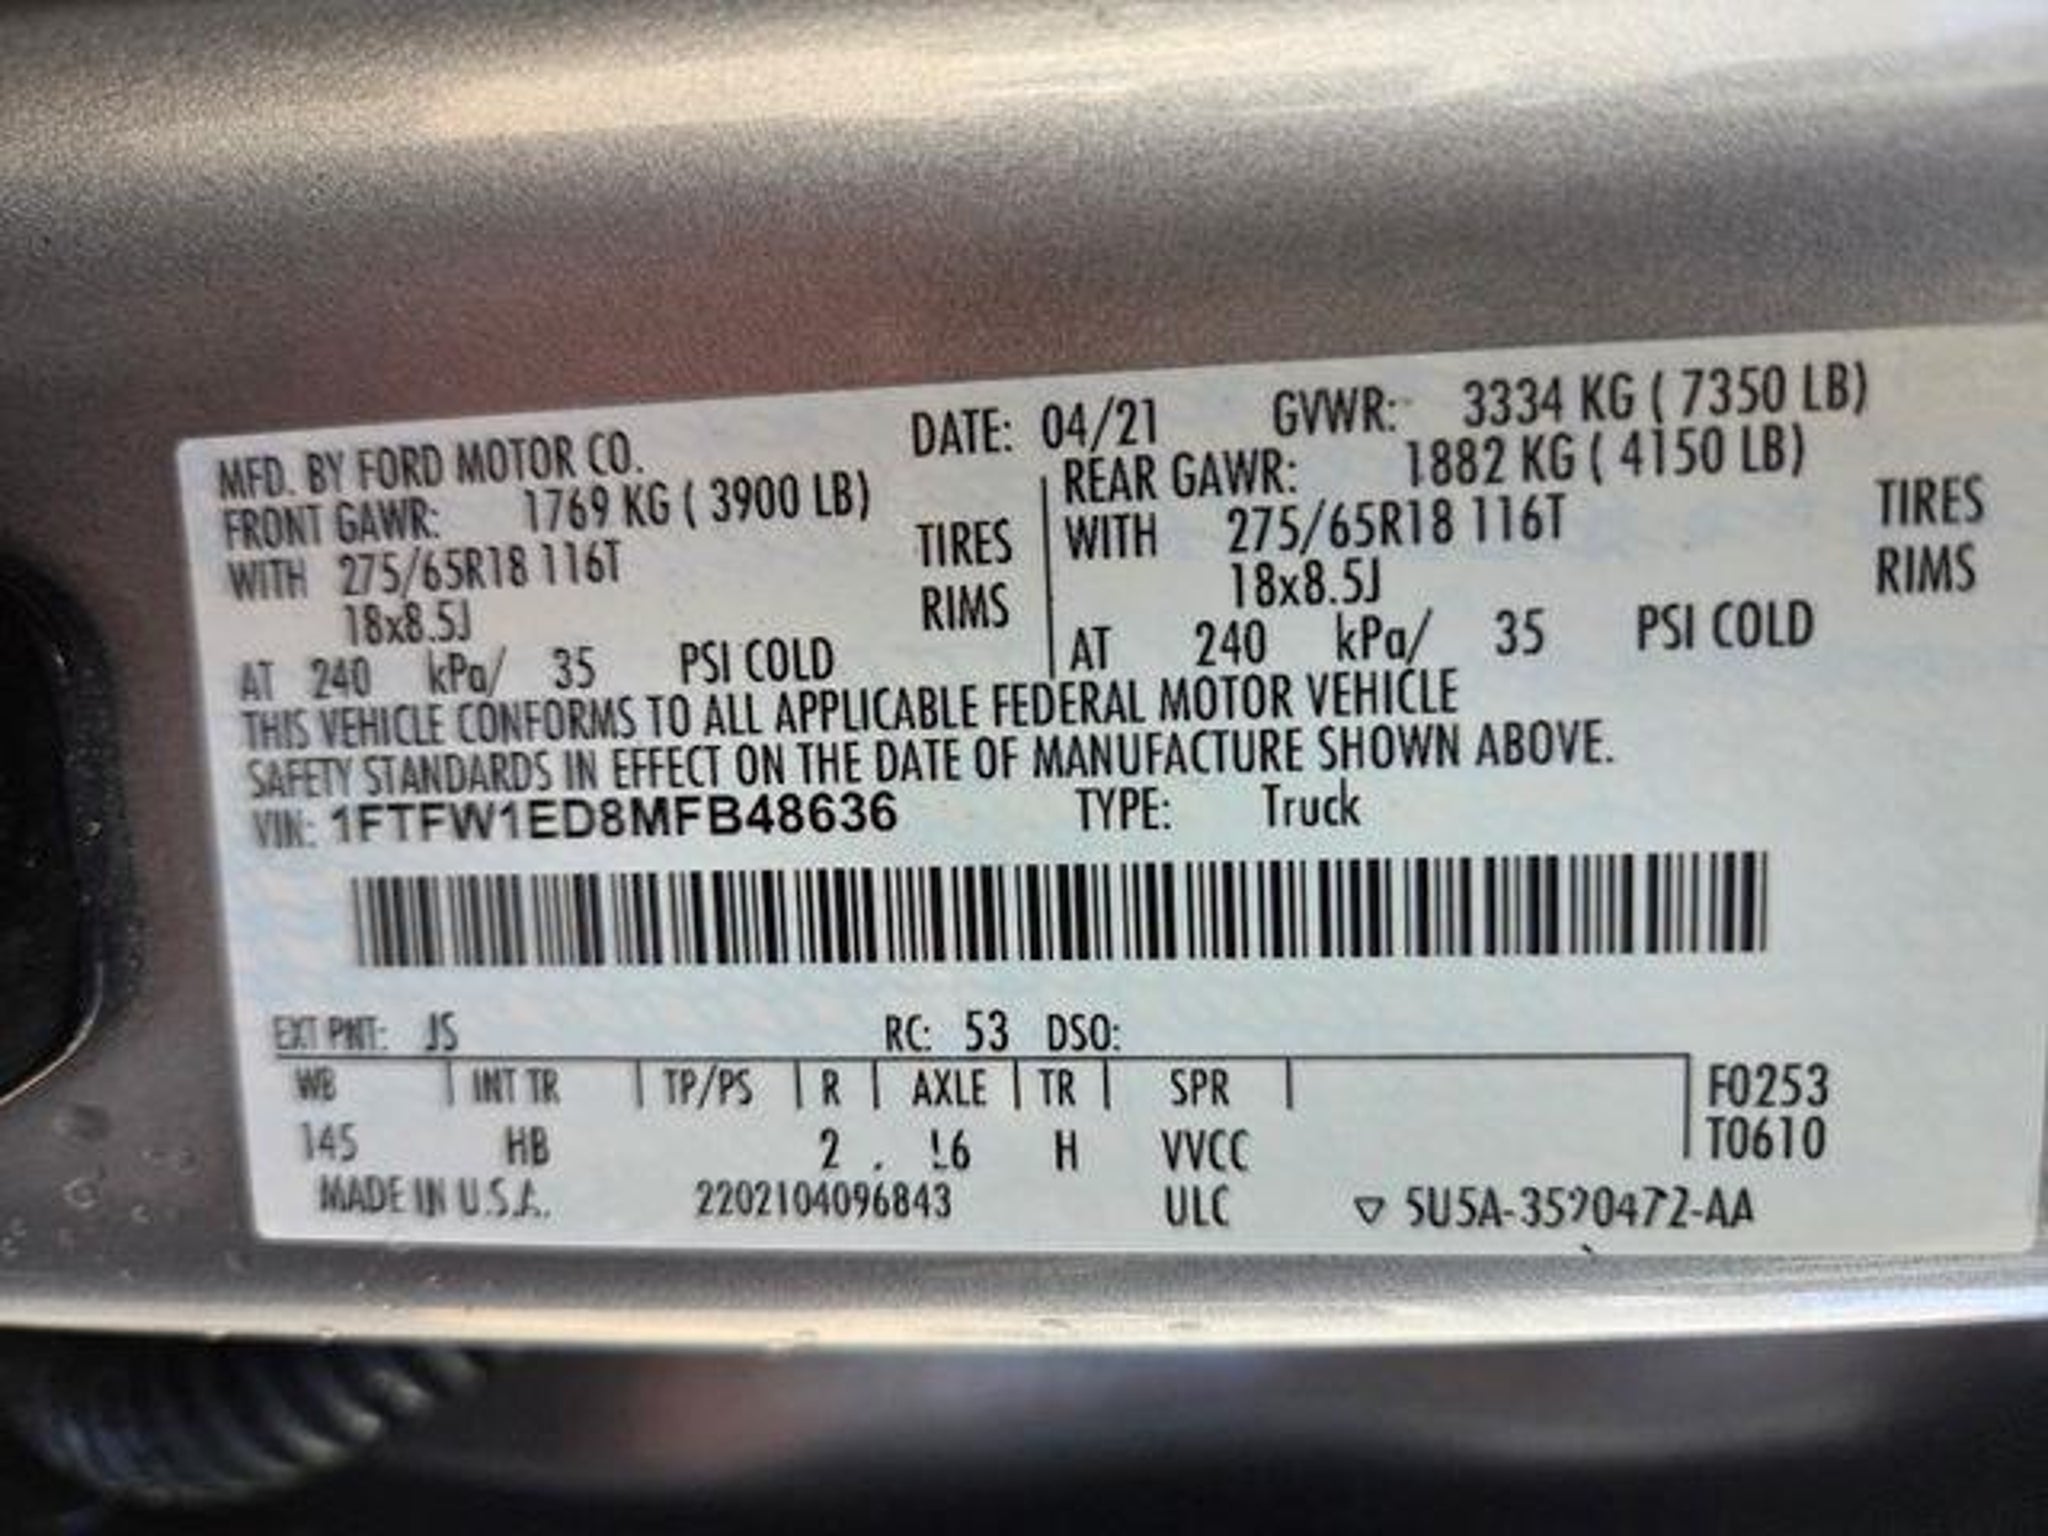 MFD. BY FORD MOTOR CO. DATE: 04/21 GVWR: 3334 KG ( 7350 LB)
FRONT GAWR: 1769 KG ( 3900 LB) REAR GAWR: 1882 KG ( 4150 LB)
WITH 275/65R18 116T TIRES WITH 275/65R18 116T TIRES
18x8.5J RIMS 18x8.5J RIMS
AT 240 kPa/ 35 PSI COLD AT 240 kPa/ 35 PSI COLD
THIS VEHICLE CONFORMS TO ALL APPLICABLE FEDERAL MOTOR VEHICLE
SAFETY STANDARDS IN EFFECT ON THE DATE OF MANUFACTURE SHOWN ABOVE.
VIN: 1FTFW1ED8MFB48636 TYPE: Truck
EXT PNT: JS RC: 53 DSO:
WB INT TR TP/PS R AXLE TR SPR F0253
145 HB 2 H VVCC T0610
MADE IN U.S.A. 2202104096843 ULC